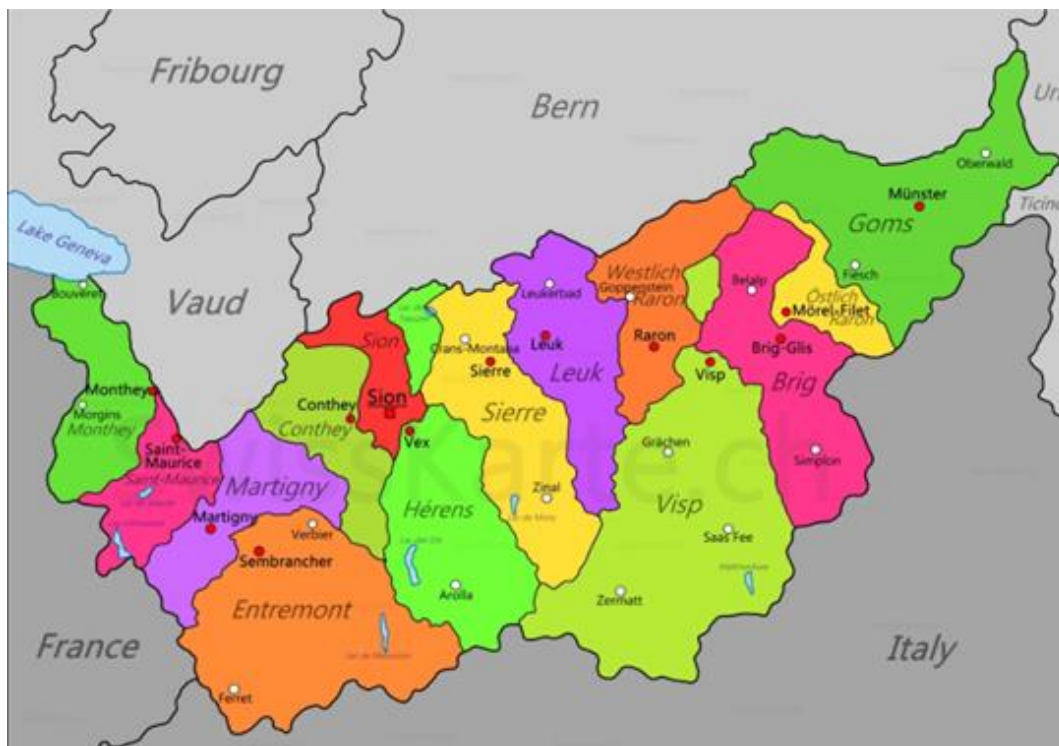 Fribourg
Bern
Oberwald
Münster
Ticino
Goms
Lake Geneva
Vaud
Westlich
Raron
Goppenstein
Leukerbad
Belalp
Fiesch
Östlich
Raron
Mörel-Filet
Bouveret
Sion
Crans-Montana
Leuk
Raron
Brig-Glis
Sierre
Leuk
Visp
Brig
Monthey
Morgins
Monthey
Sion
Sierre
Conthey
Conthey
Vex
Saint-
Maurice
Saint-Maurice
Grächen
Simplon
SwissKarte.ch
Martigny
Zinal
Visp
Hérens
Martigny
Verbier
Saas Fee
Sembrancher
Arolla
Zermatt
Entremont
France
Italy
Ferret